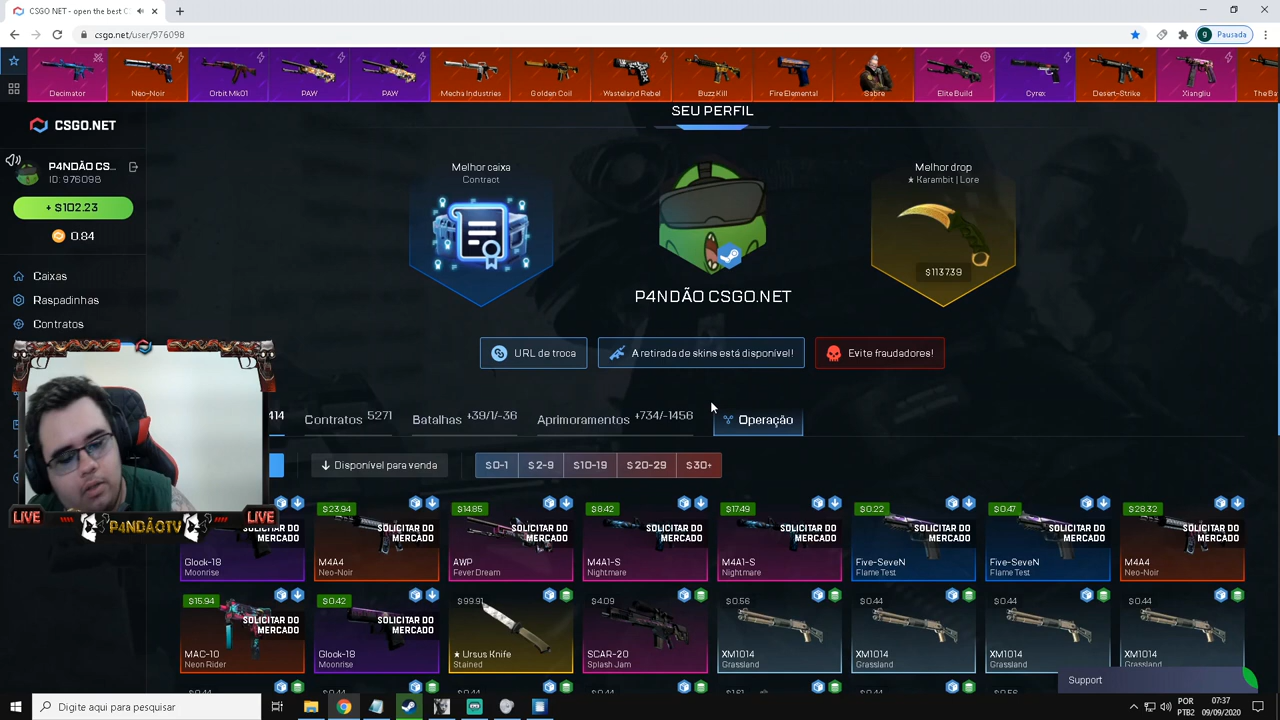 CSGO NET - open the best C
csgo.net/user/976098
Pausada
Decimator
Neo-Noir
Orbit Mk01
PAW
PAW
Mecha Industries
Golden Coil
Wasteland Rebel
Buzz Kill
Fire Elemental
Sabre
Elite Build
Cyrex
Desert-Strike
Xiangliu
The Ba
CSGO.NET
P4NDÃO CS...
ID: 976098
+ $102.23
0.84
Caixas
Raspadinhas
Contratos
SEU PERFIL
Melhor caixa
Contract
Melhor drop
★ Karambit | Lore
$1137.39
P4NDÃO CSGO.NET
URL de troca
A retirada de skins está disponível!
Evite fraudadores!
414
Contratos 5271
Batalhas +39/1/-36
Aprimoramentos +734/-1456
Operação
Disponível para venda
$0-1
$2-9
$10-19
$20-29
$30+
LIVE
P4NDÃOTV
LIVE
SOLICITAR DO
MERCADO
Glock-18
Moonrise
$23.94
SOLICITAR DO
MERCADO
M4A4
Neo-Noir
$14.85
SOLICITAR DO
MERCADO
AWP
Fever Dream
$8.42
SOLICITAR DO
MERCADO
M4A1-S
Nightmare
$17.49
SOLICITAR DO
MERCADO
M4A1-S
Nightmare
$0.22
SOLICITAR DO
MERCADO
Five-SeveN
Flame Test
$0.47
SOLICITAR DO
MERCADO
Five-SeveN
Flame Test
$28.32
SOLICITAR DO
MERCADO
M4A4
Neo-Noir
$15.94
SOLICITAR DO
MERCADO
MAC-10
Neon Rider
$0.42
SOLICITAR DO
MERCADO
Glock-18
Moonrise
$99.91
★ Ursus Knife
Stained
$4.09
SCAR-20
Splash Jam
$0.56
XM1014
Grassland
$0.44
XM1014
Grassland
$0.44
XM1014
Grassland
$0.44
XM1014
Grassland
Support
Digite aqui para pesquisar
POR
PTB2
07:37
09/09/2020